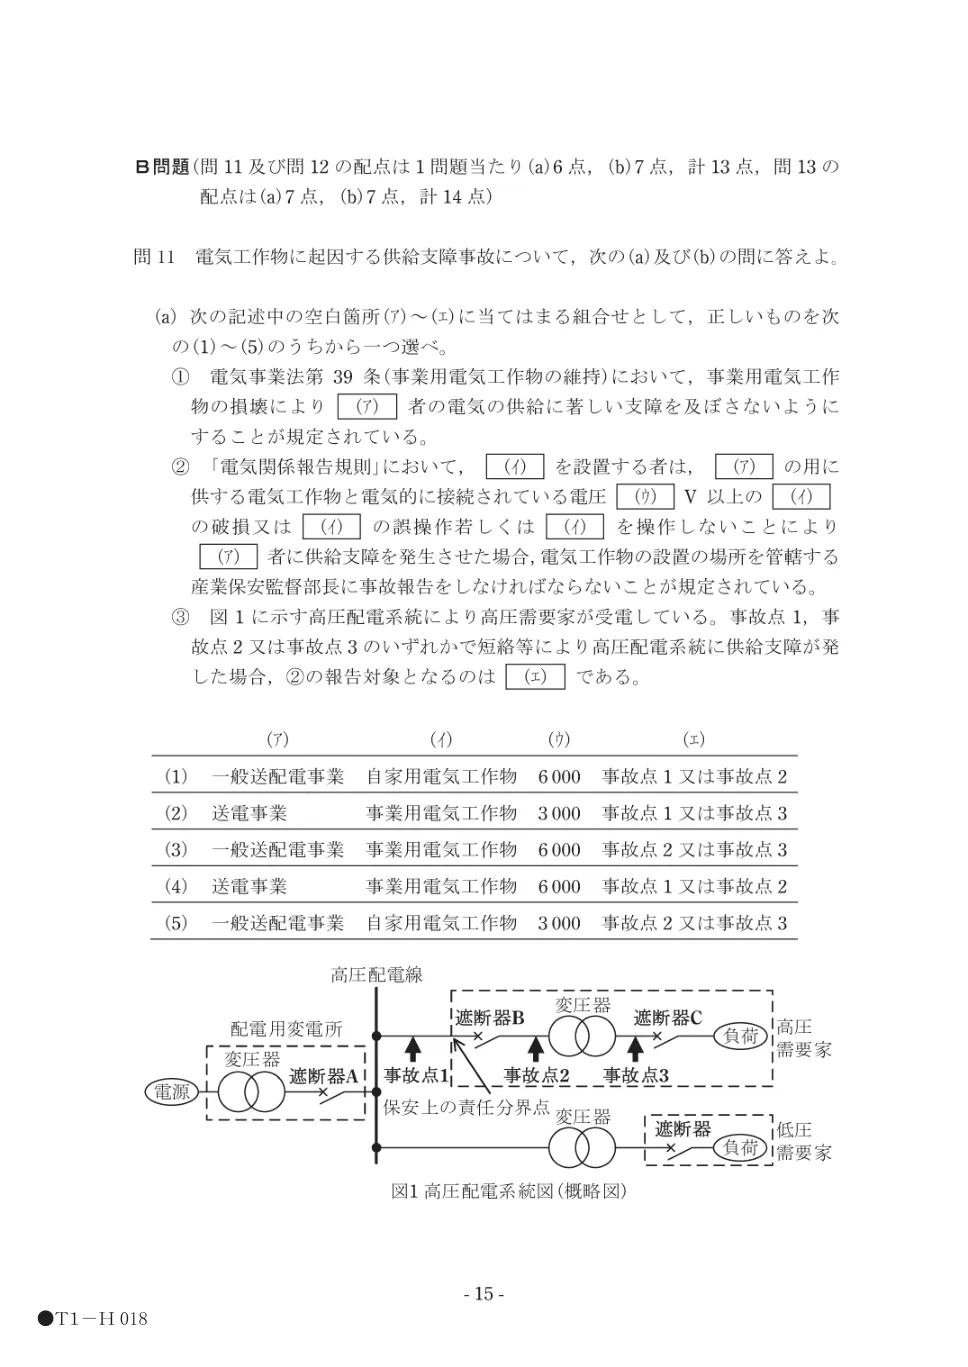 B問題(問11及び問12の配点は1問題当たり(a)6点，(b)7点，計13点，問13の
配点は(a)7点，(b)7点，計14点)
問11　電気工作物に起因する供給支障事故について，次の(a)及び(b)の問に答えよ。
(a) 次の記述中の空白箇所(ア)～(エ)に当てはまる組合せとして，正しいものを次
の(1)～(5)のうちから一つ選べ。
①　電気事業法第 39 条(事業用電気工作物の維持)において，事業用電気工作
物の損壊により (ア) 者の電気の供給に著しい支障を及ぼさないように
することが規定されている。
②　「電気関係報告規則」において， (イ) を設置する者は， (ア) の用に
供する電気工作物と電気的に接続されている電圧 (ウ) V 以上の (イ)
の破損又は (イ) の誤操作若しくは (イ) を操作しないことにより
(ア) 者に供給支障を発生させた場合，電気工作物の設置の場所を管轄する
産業保安監督部長に事故報告をしなければならないことが規定されている。
③　図 1 に示す高圧配電系統により高圧需要家が受電している。事故点 1，事
故点 2 又は事故点 3 のいずれかで短絡等により高圧配電系統に供給支障が発
した場合，②の報告対象となるのは (エ) である。
(ア) (イ) (ウ) (エ)
(1) 一般送配電事業 自家用電気工作物 6 000 事故点 1 又は事故点 2
(2) 送電事業 事業用電気工作物 3 000 事故点 1 又は事故点 3
(3) 一般送配電事業 事業用電気工作物 6 000 事故点 2 又は事故点 3
(4) 送電事業 事業用電気工作物 6 000 事故点 1 又は事故点 2
(5) 一般送配電事業 自家用電気工作物 3 000 事故点 2 又は事故点 3
高圧配電線
配電用変電所
変圧器
遮断器A
電源
遮断器B
変圧器
遮断器C
負荷
高圧
需要家
事故点1
事故点2
事故点3
保安上の責任分界点
変圧器
遮断器
負荷
低圧
需要家
図1 高圧配電系統図(概略図)
- 15 -
●T1－H 018